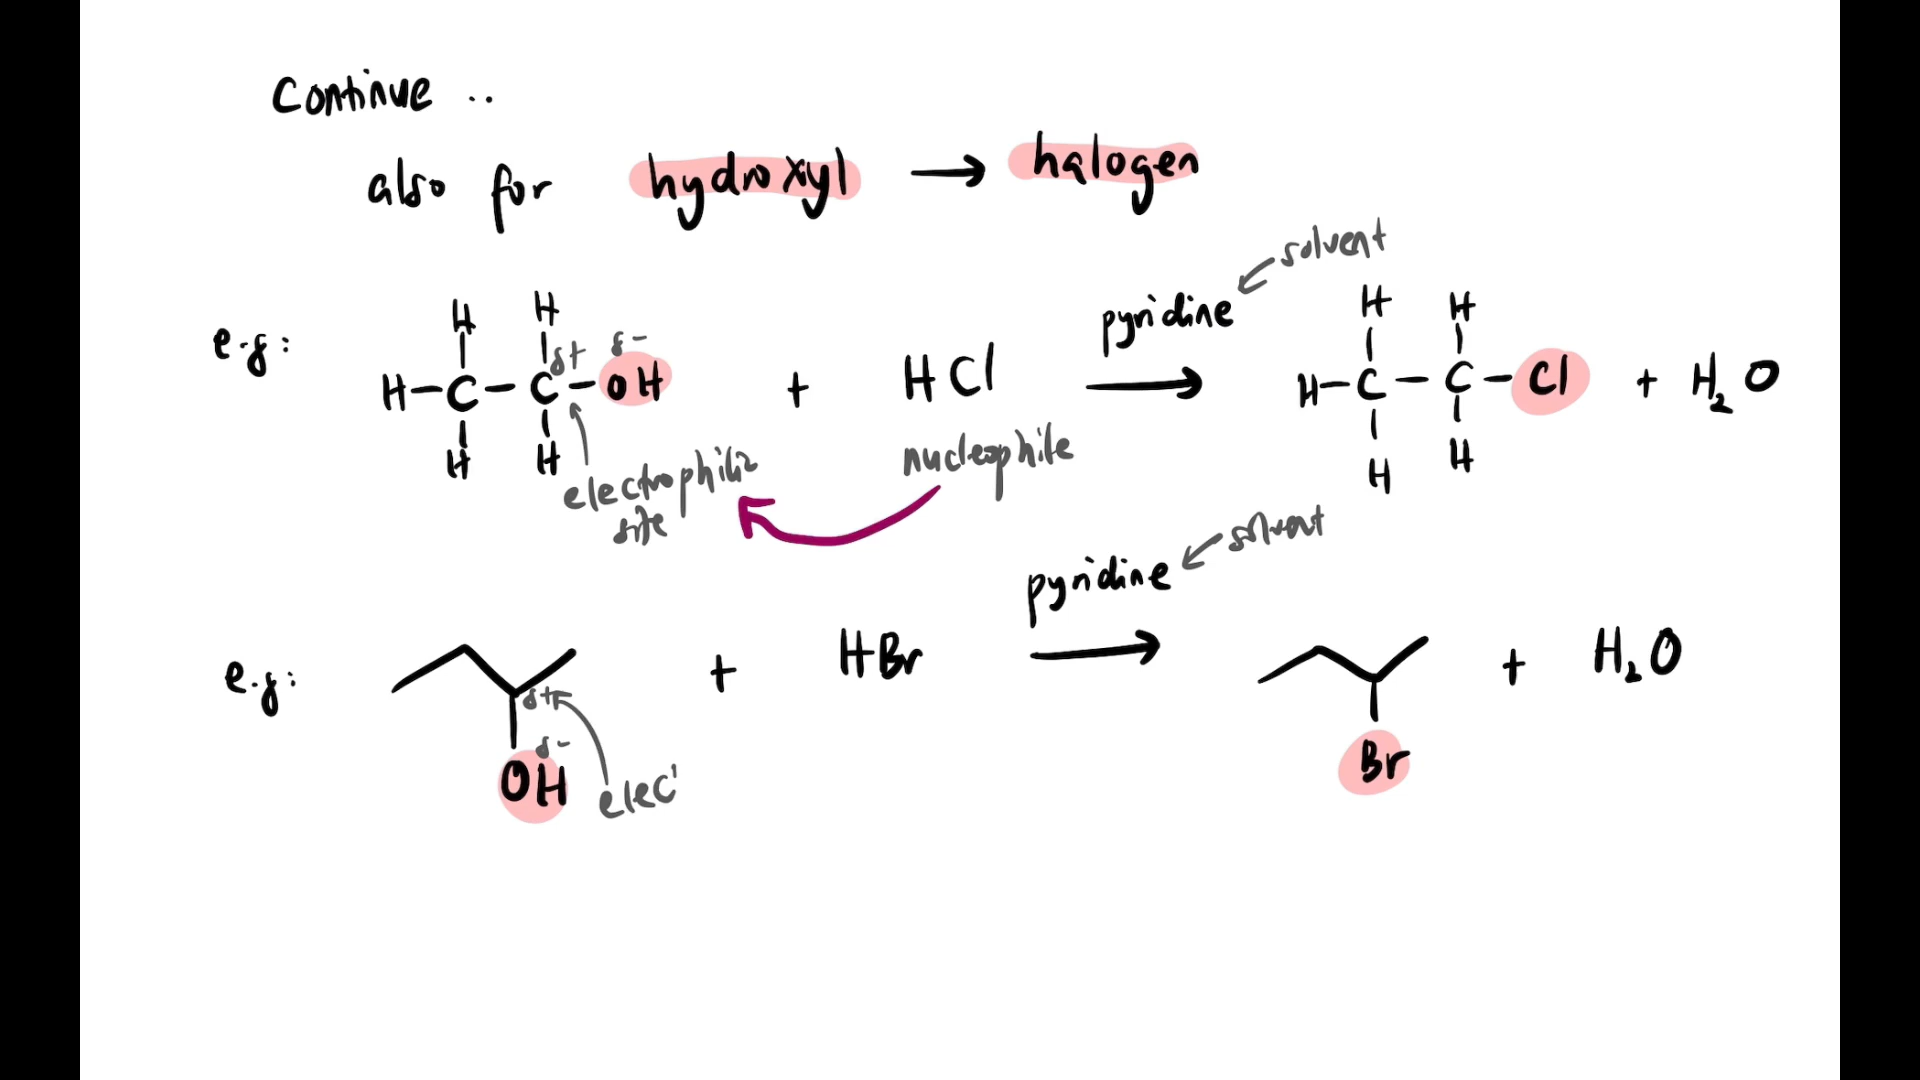 Continue ..
also for hydroxyl → halogen
solvent
pyridine
e.g:
H H
δ+ δ-
H-C-C-OH + HCl → H-C-C-Cl + H₂O
H H
H H
H H
electrophilic site
nucleophile
solvent
pyridine
e.g: + HBr → + H₂O
δ+
δ-
OH
elec'
Br